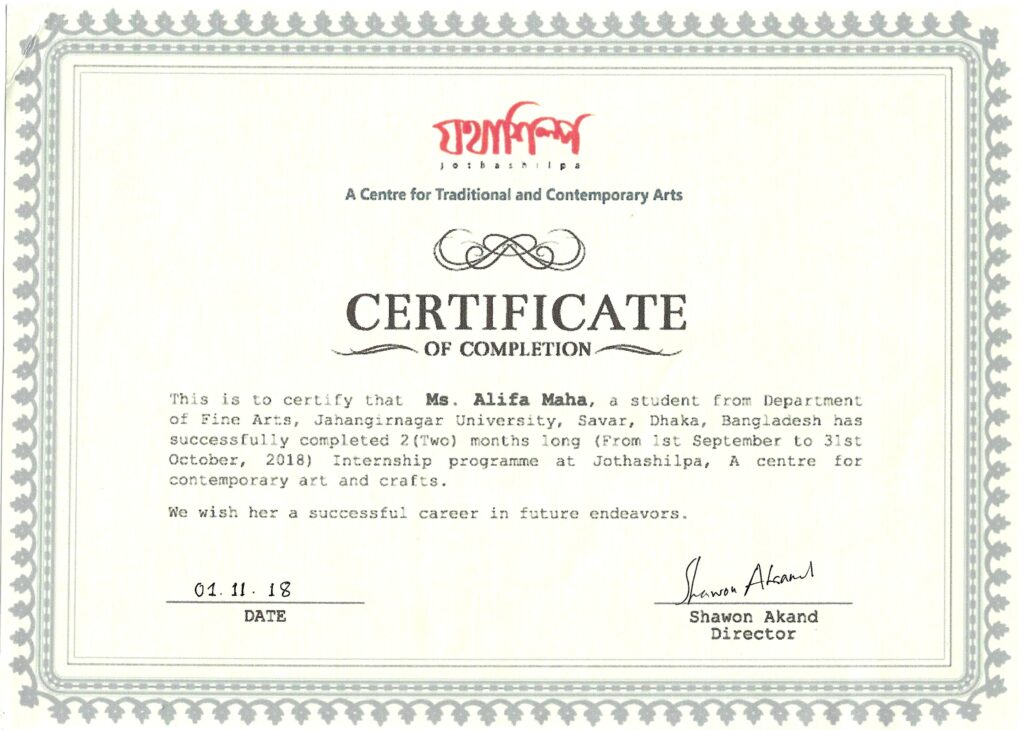 যথাশিল্প
jothashilpa
A Centre for Traditional and Contemporary Arts
CERTIFICATE
OF COMPLETION
This is to certify that Ms. Alifa Maha, a student from Department
of Fine Arts, Jahangirnagar University, Savar, Dhaka, Bangladesh has
successfully completed 2(Two) months long (From 1st September to 31st
October, 2018) Internship programme at Jothashilpa, A centre for
contemporary art and crafts.
We wish her a successful career in future endeavors.
01.11.18
Shawon Akand
DATE
Shawon Akand
Director